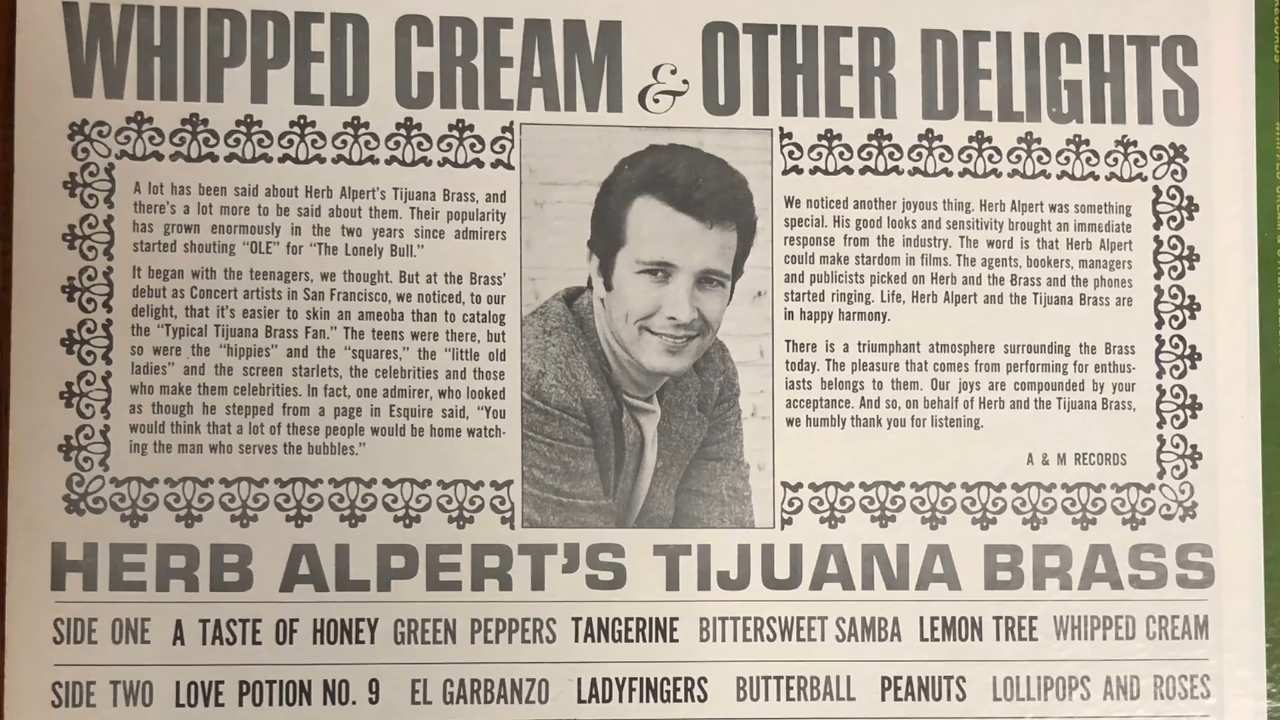 WHIPPED CREAM & OTHER DELIGHTS
A lot has been said about Herb Alpert's Tijuana Brass, and
there's a lot more to be said about them. Their popularity
has grown enormously in the two years since admirers
started shouting "OLE" for "The Lonely Bull."
It began with the teenagers, we thought. But at the Brass'
debut as Concert artists in San Francisco, we noticed, to our
delight, that it's easier to skin an ameoba than to catalog
the "Typical Tijuana Brass Fan." The teens were there, but
so were the "hippies" and the "squares," the "little old
ladies" and the screen starlets, the celebrities and those
who make them celebrities. In fact, one admirer, who looked
as though he stepped from a page in Esquire said, "You
would think that a lot of these people would be home watch-
ing the man who serves the bubbles."
We noticed another joyous thing. Herb Alpert was something
special. His good looks and sensitivity brought an immediate
response from the industry. The word is that Herb Alpert
could make stardom in films. The agents, bookers, managers
and publicists picked on Herb and the Brass and the phones
started ringing. Life, Herb Alpert and the Tijuana Brass are
in happy harmony.
There is a triumphant atmosphere surrounding the Brass
today. The pleasure that comes from performing for enthus-
iasts belongs to them. Our joys are compounded by your
acceptance. And so, on behalf of Herb and the Tijuana Brass,
we humbly thank you for listening.
A & M RECORDS
HERB ALPERT'S TIJUANA BRASS
SIDE ONE A TASTE OF HONEY GREEN PEPPERS TANGERINE BITTERSWEET SAMBA LEMON TREE WHIPPED CREAM
SIDE TWO LOVE POTION NO. 9 EL GARBANZO LADYFINGERS BUTTERBALL PEANUTS LOLLIPOPS AND ROSES